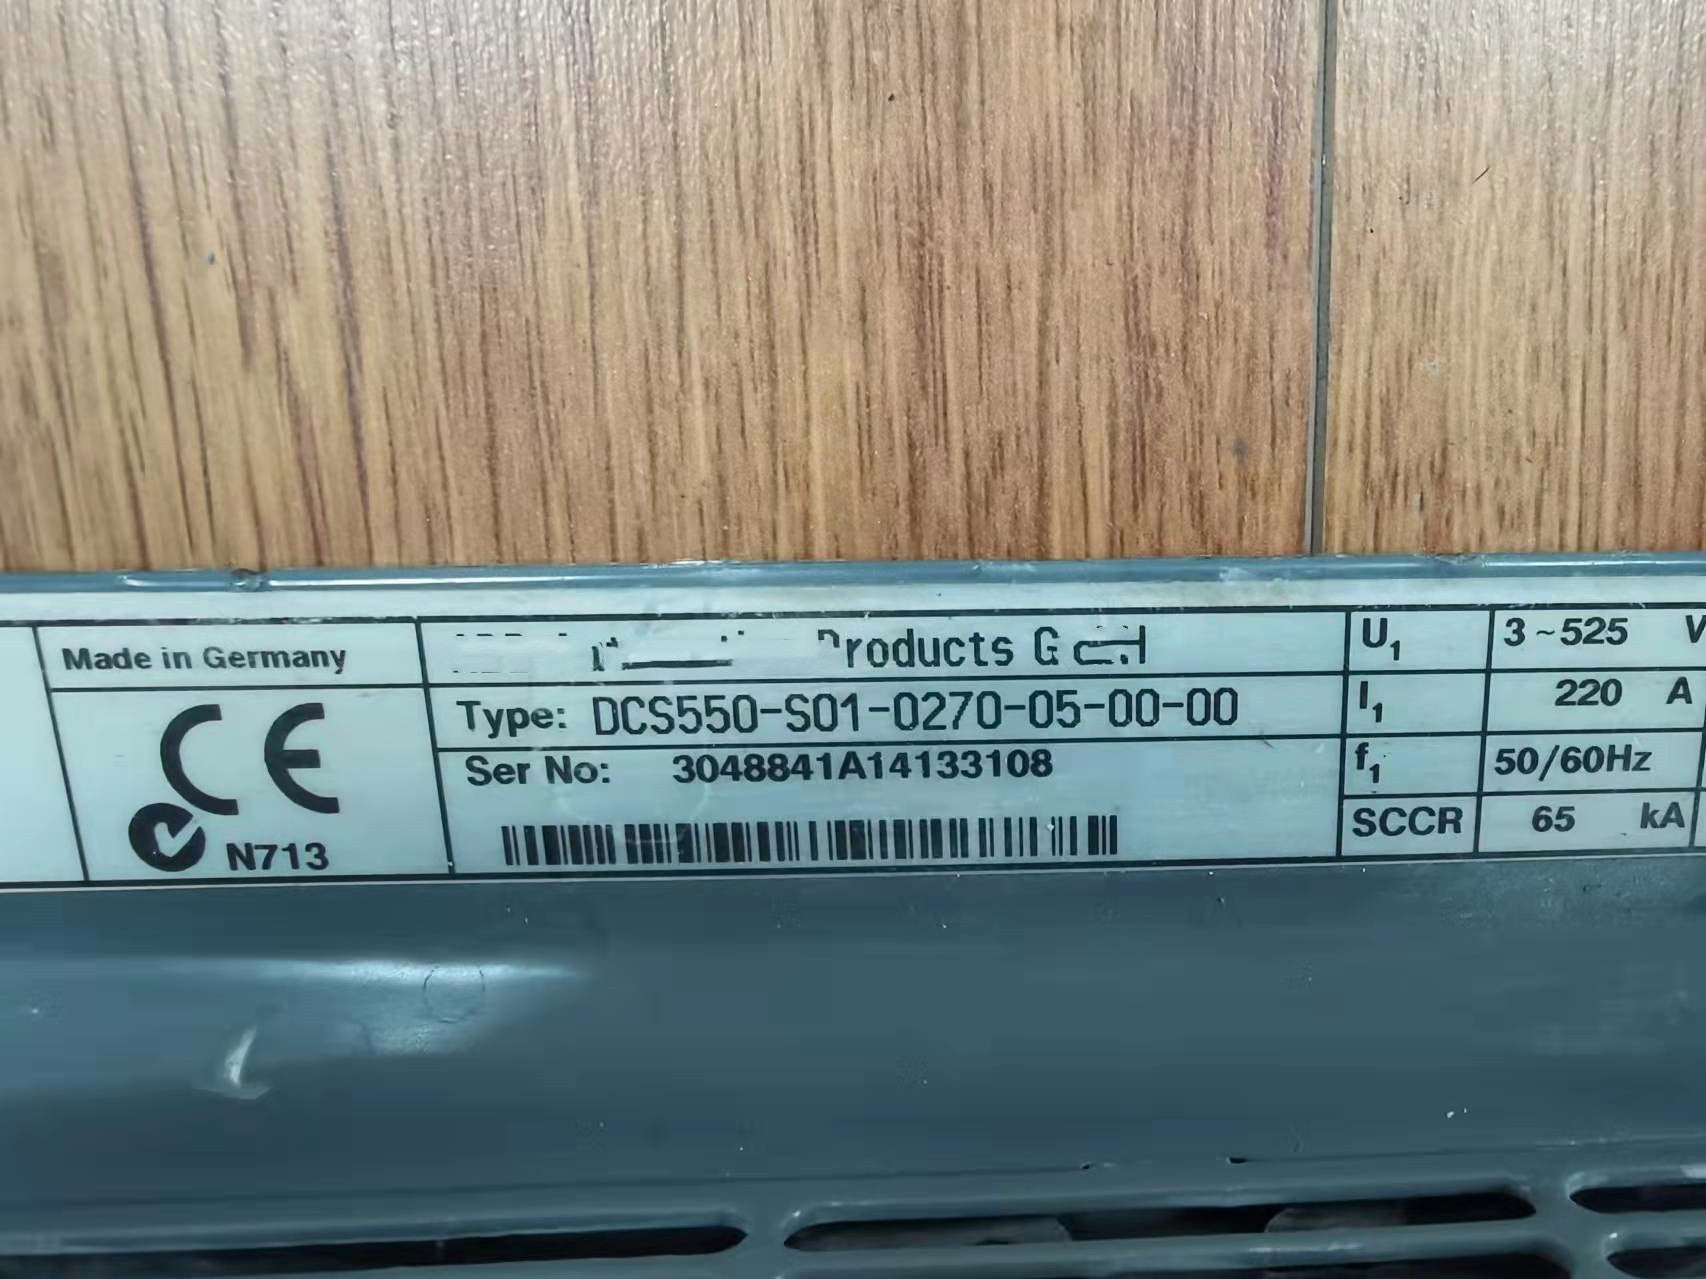 Made in Germany
CE
N713
Products
Type: DCS550-S01-0270-05-00-00
Ser No: 3048841A14133108
U1 3~525 V
I1 220 A
f1 50/60Hz
SCCR 65 kA